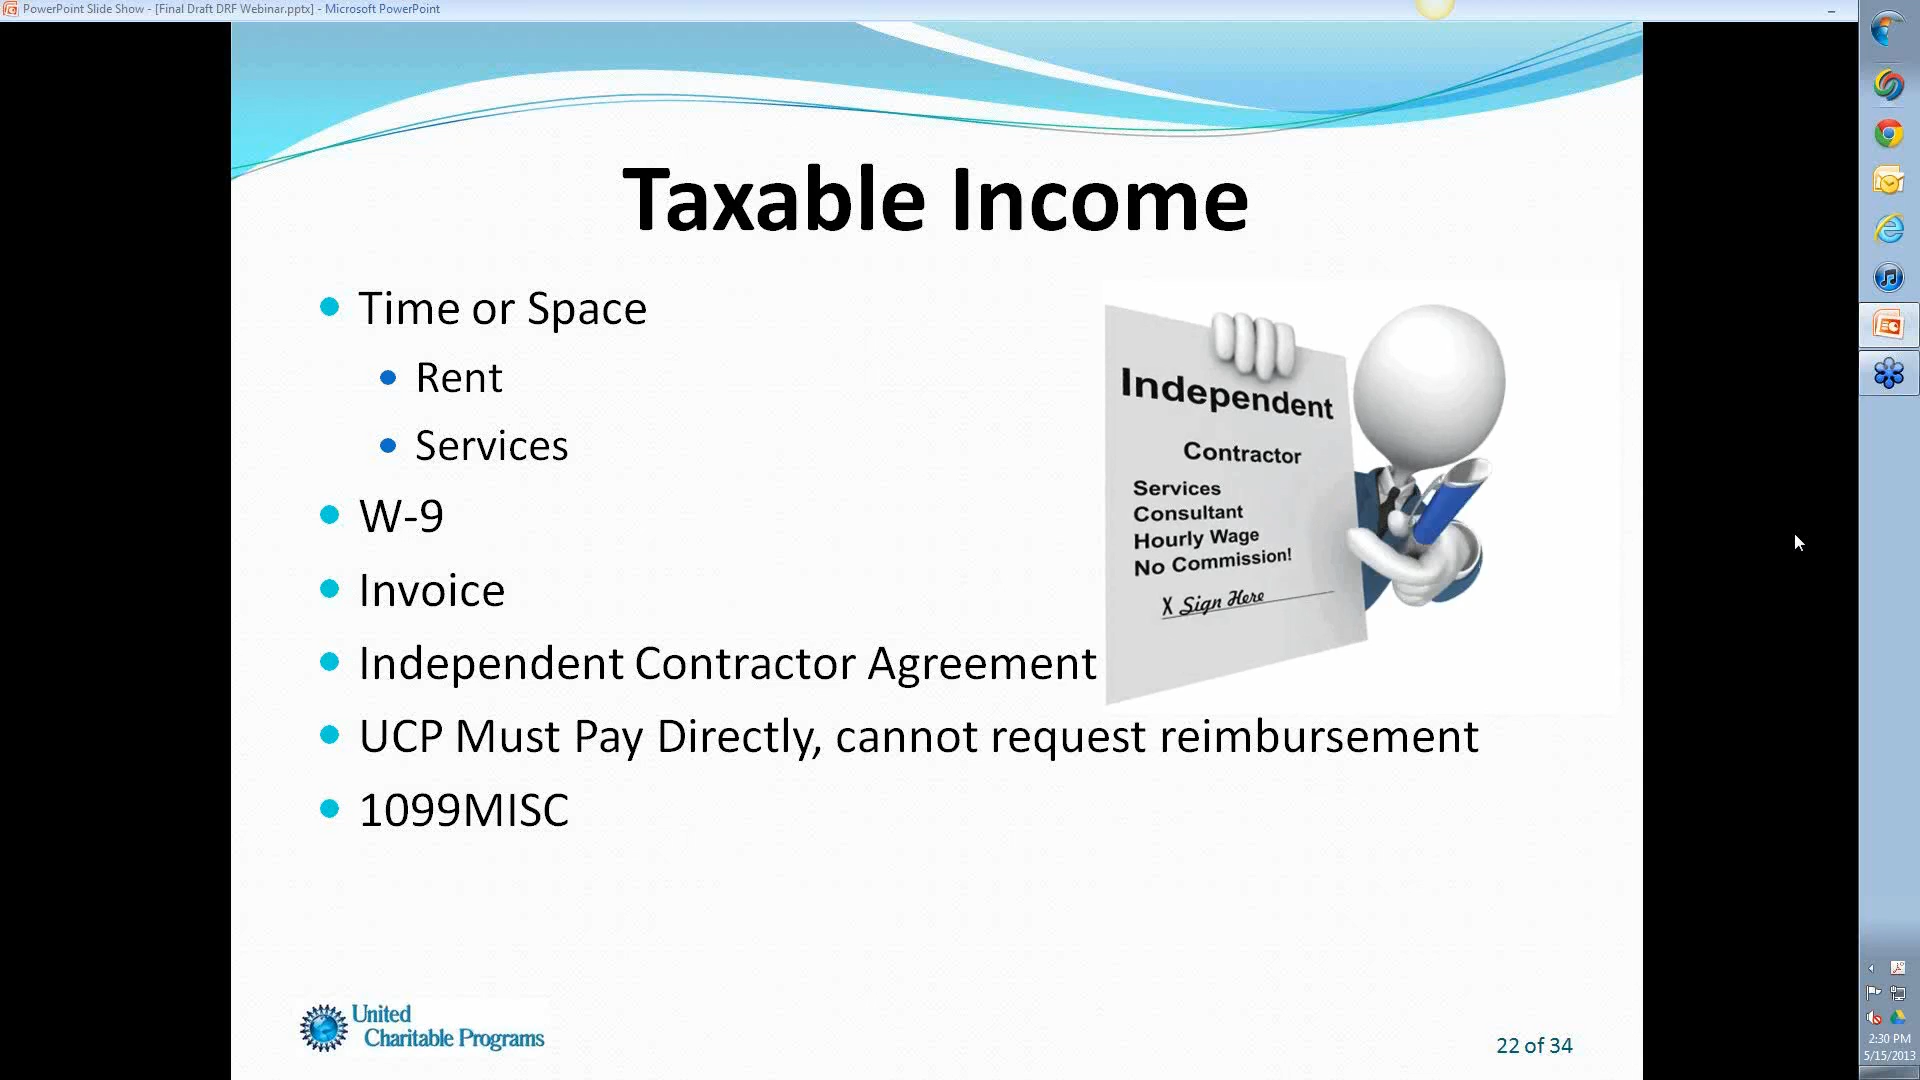 PowerPoint Slide Show - [Final Draft DRF Webinar.pptx] - Microsoft PowerPoint
Taxable Income
Time or Space
Rent
Services
W-9
Invoice
Independent Contractor Agreement
UCP Must Pay Directly, cannot request reimbursement
1099MISC
Independent
Contractor
Services
Consultant
Hourly Wage
No Commission!
X Sign Here
United
Charitable Programs
22 of 34
2:30 PM
5/15/2013